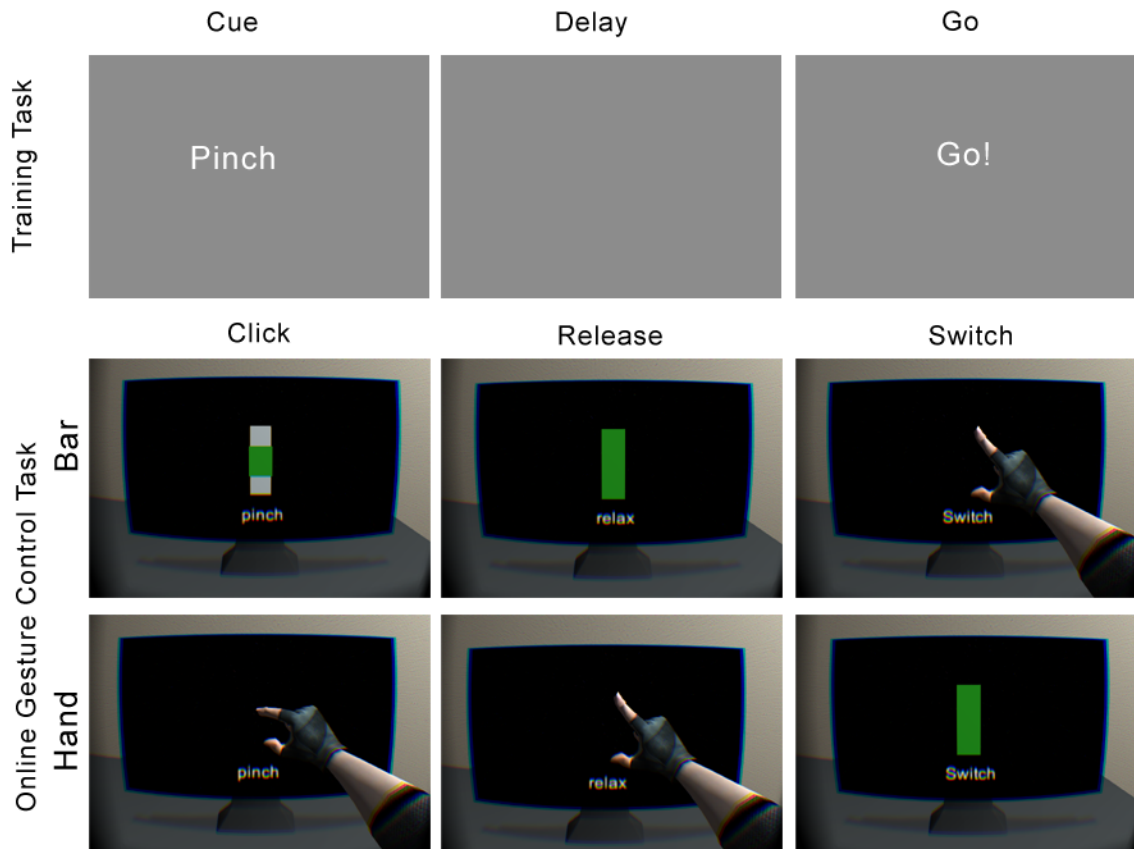 Cue
Delay
Go
Training Task
Pinch
Go!
Click
Release
Switch
Online Gesture Control Task
Bar
pinch
relax
Switch
Hand
pinch
relax
Switch